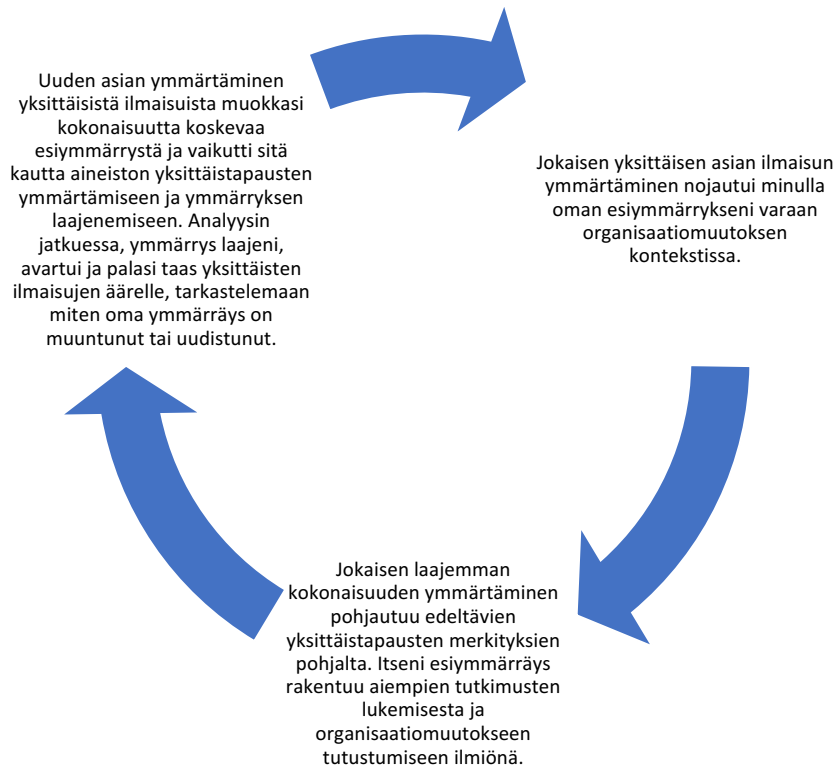 Uuden asian ymmärtäminen
yksittäisistä ilmaisuista muokkasi
kokonaisuutta koskevaa
esiymmärrystä ja vaikutti sitä
kautta aineiston yksittäistapausten
ymmärtämiseen ja ymmärryksen
laajenemiseen. Analyysin
jatkuessa, ymmärrys laajeni,
avartui ja palasi taas yksittäisten
ilmaisujen äärelle, tarkastelemaan
miten oma ymmärräys on
muuntunut tai uudistunut.
Jokaisen yksittäisen asian ilmaisun
ymmärtäminen nojautui minulla
oman esiymmärrykseni varaan
organisaatiomuutoksen
kontekstissa.
Jokaisen laajemman
kokonaisuuden ymmärtäminen
pohjautuu edeltävien
yksittäistapausten merkityksien
pohjalta. Itseni esiymmärräys
rakentuu aiempien tutkimusten
lukemisesta ja
organisaatiomuutokseen
tutustumiseen ilmiönä.